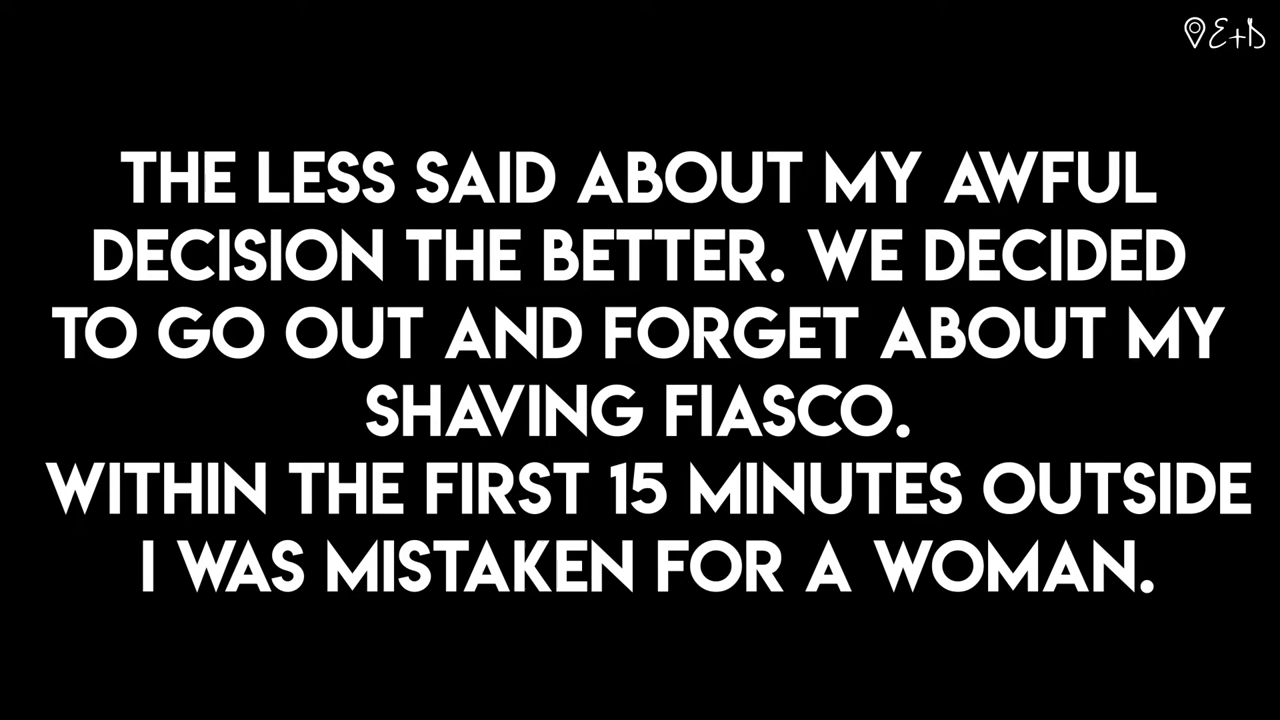 E+D
THE LESS SAID ABOUT MY AWFUL
DECISION THE BETTER. WE DECIDED
TO GO OUT AND FORGET ABOUT MY
SHAVING FIASCO.
WITHIN THE FIRST 15 MINUTES OUTSIDE
I WAS MISTAKEN FOR A WOMAN.